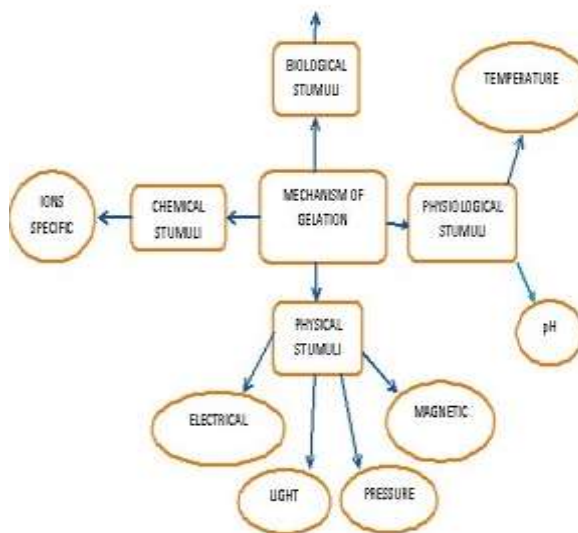 BIOLOGICAL
STUMULI
TEMPERATURE
IONS
SPECIFIC
CHEMICAL
STUMULI
MECHANISM OF
GELATION
PHYSIOLOGICAL
STUMULI
PHYSICAL
STUMULI
pH
ELECTRICAL
MAGNETIC
LIGHT
PRESSURE